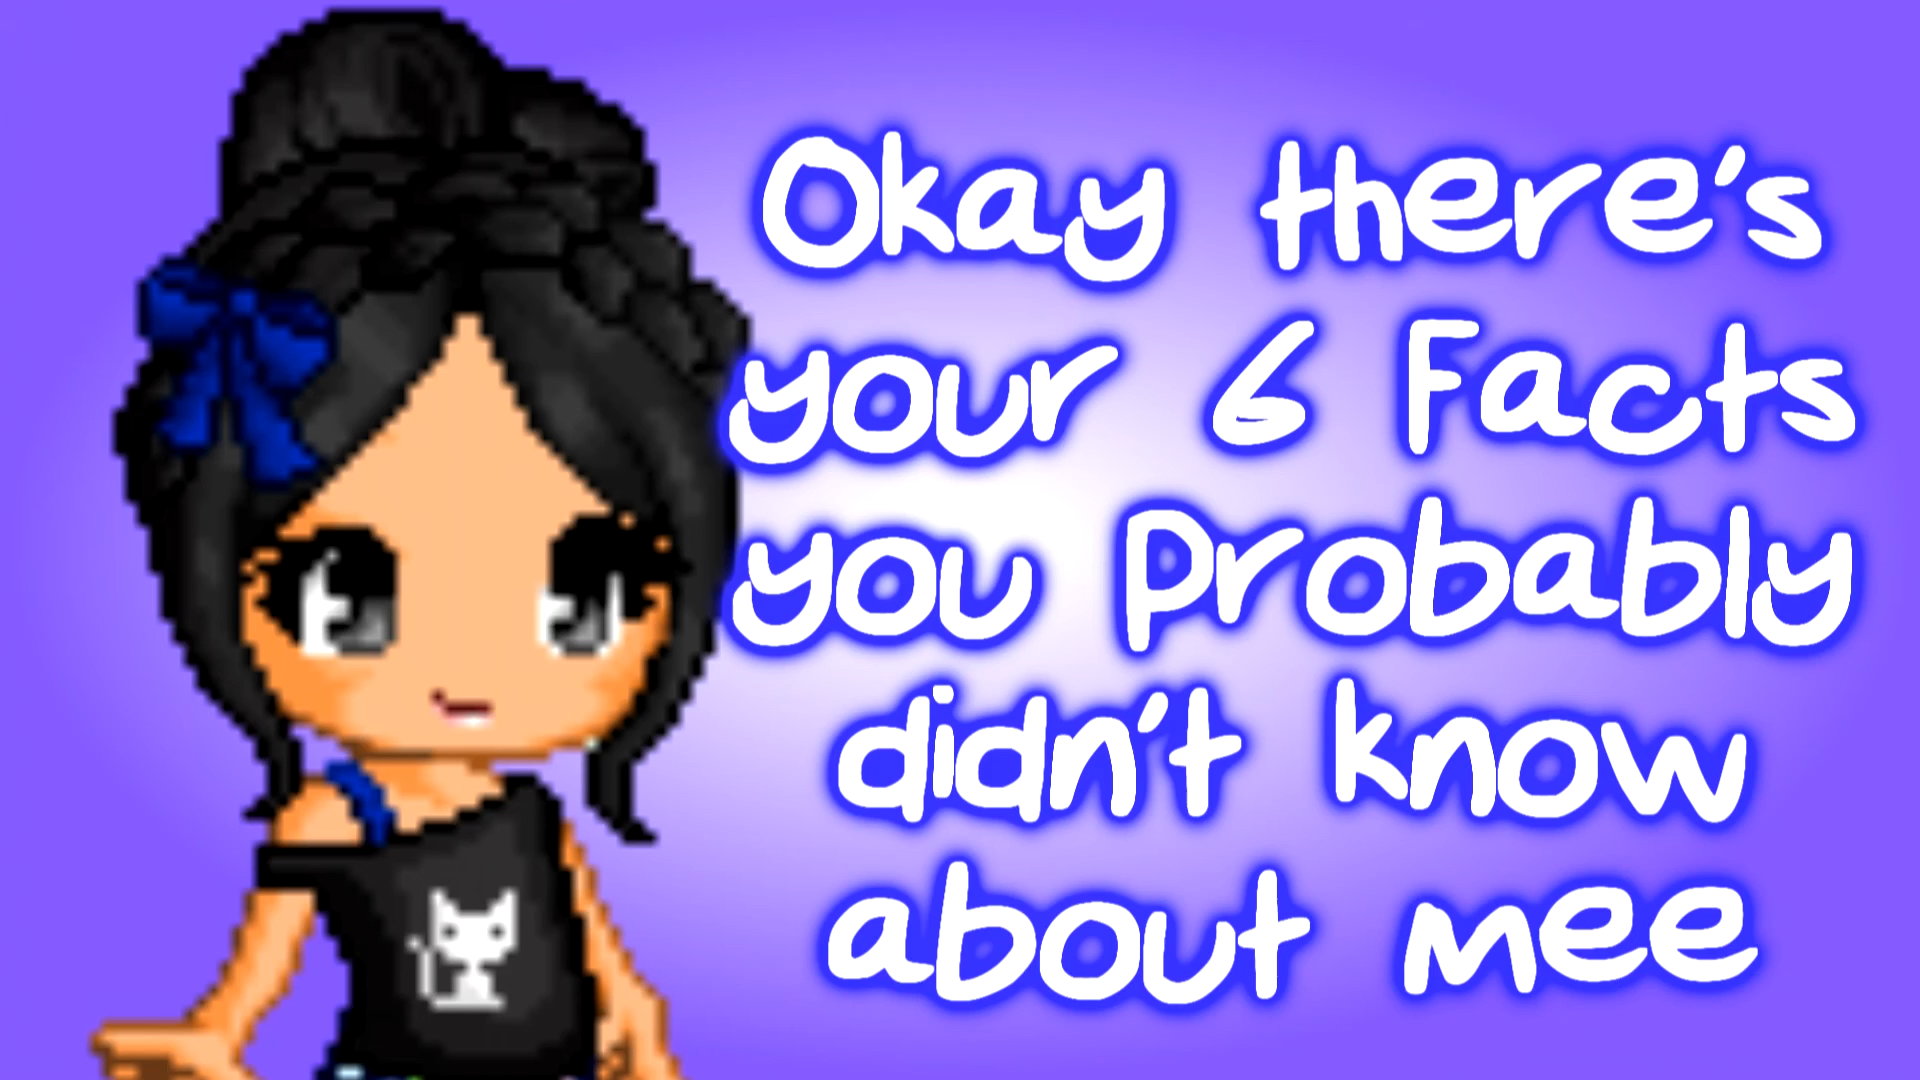 Okay there's
your 6 Facts
you Probably
didn't know
about mee